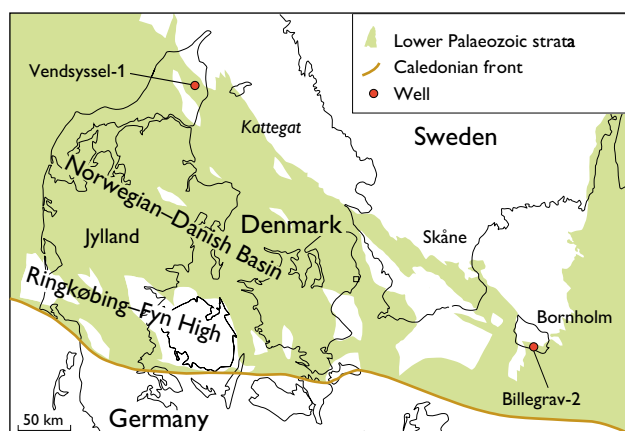 Lower Palaeozoic strata
Caledonian front
Well
Vendsyssel-1
Kattegat
Sweden
Norwegian–Danish Basin
Denmark
Jylland
Skåne
Ringkøbing–Fyn High
Bornholm
Billegrav-2
50 km
Germany